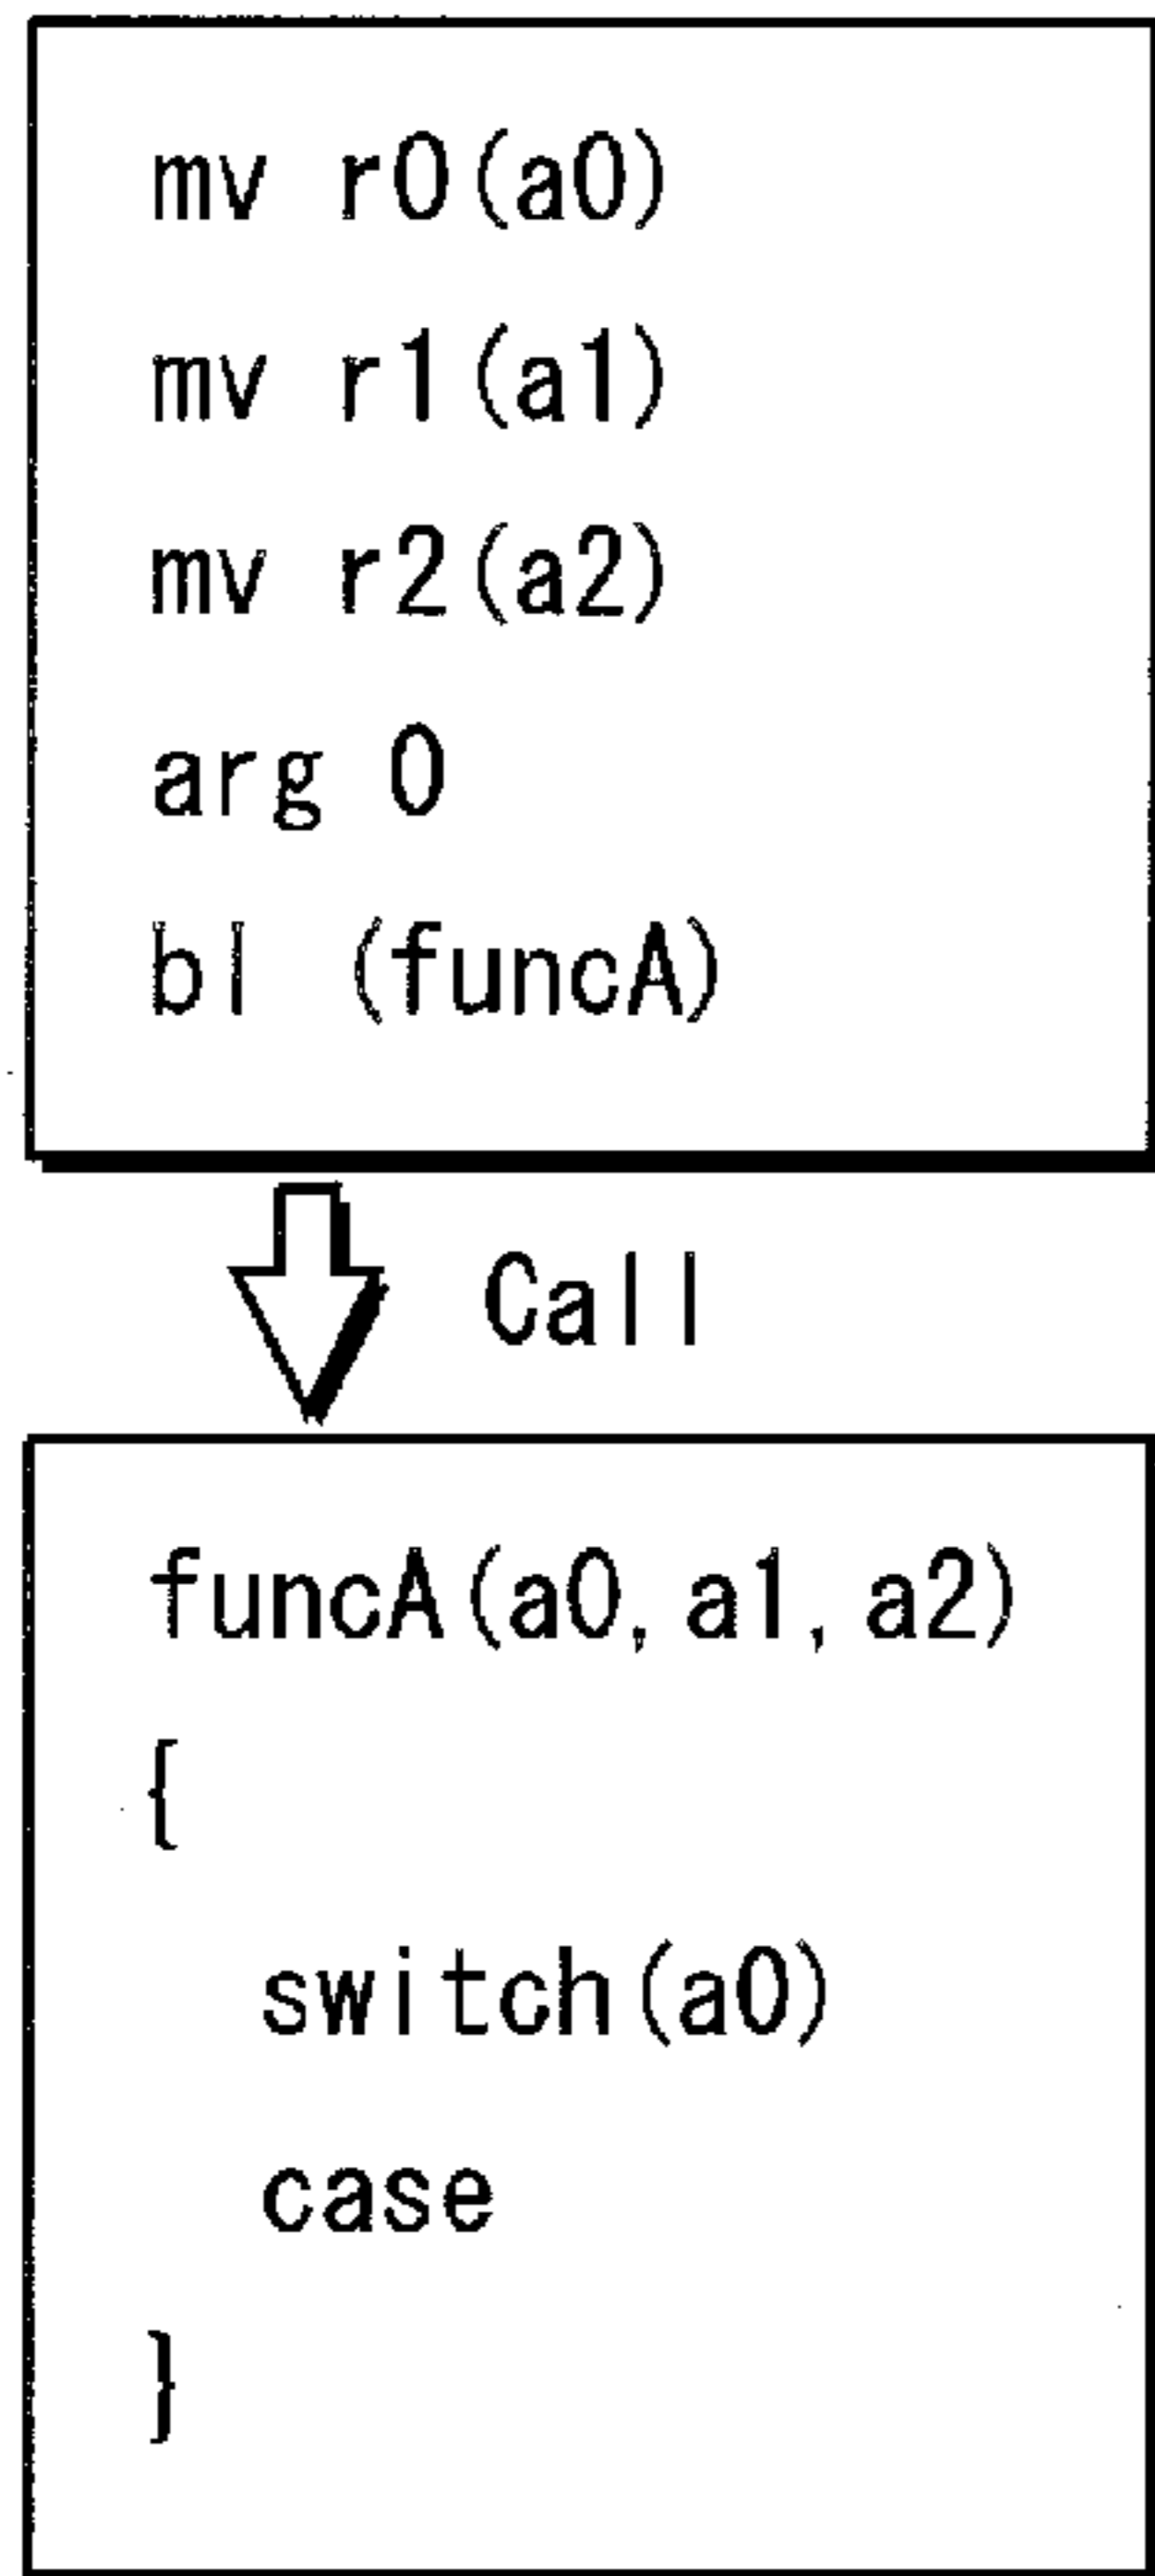 mv r0(a0)
mv r1(a1)
mv r2(a2)
arg 0
bl (funcA)
Call
funcA(a0, a1, a2)
{
switch(a0)
case
}